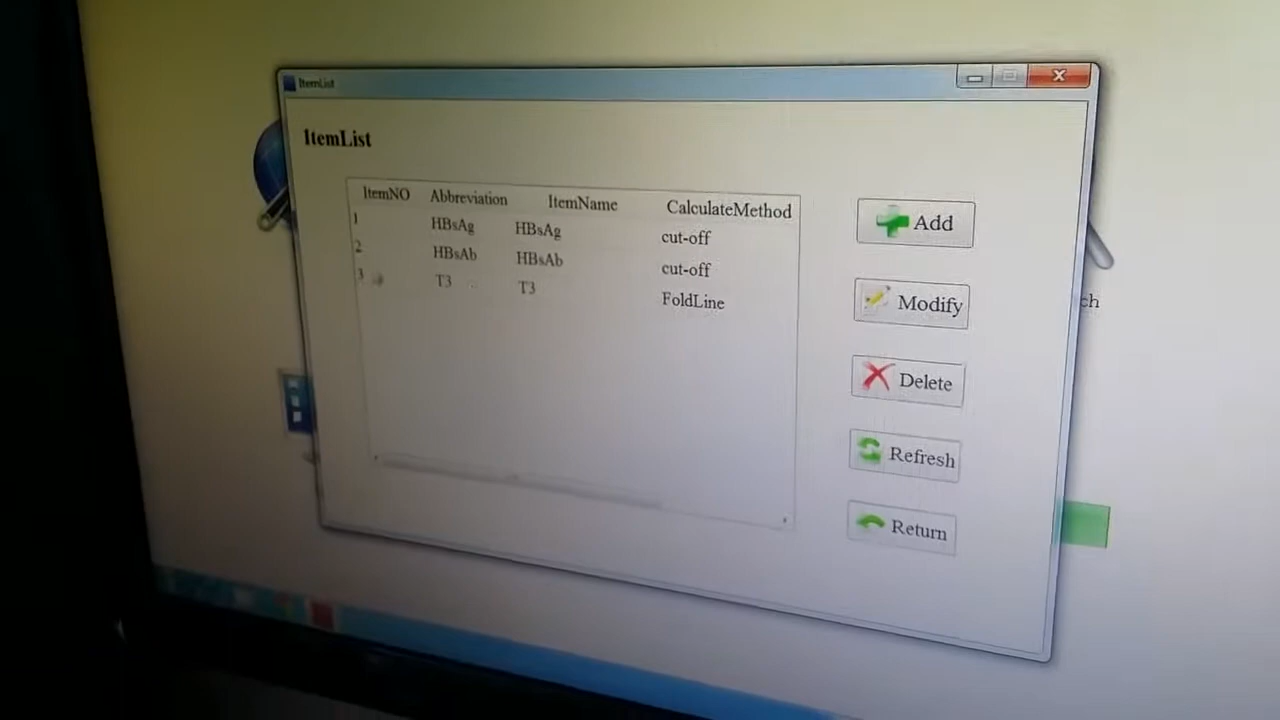 ItemList
ItemList
ItemNO Abbreviation ItemName CalculateMethod
1 HBsAg HBsAg cut-off
2 HBsAb HBsAb cut-off
3 T3 T3 FoldLine
Add
Modify
Delete
Refresh
Return
ch